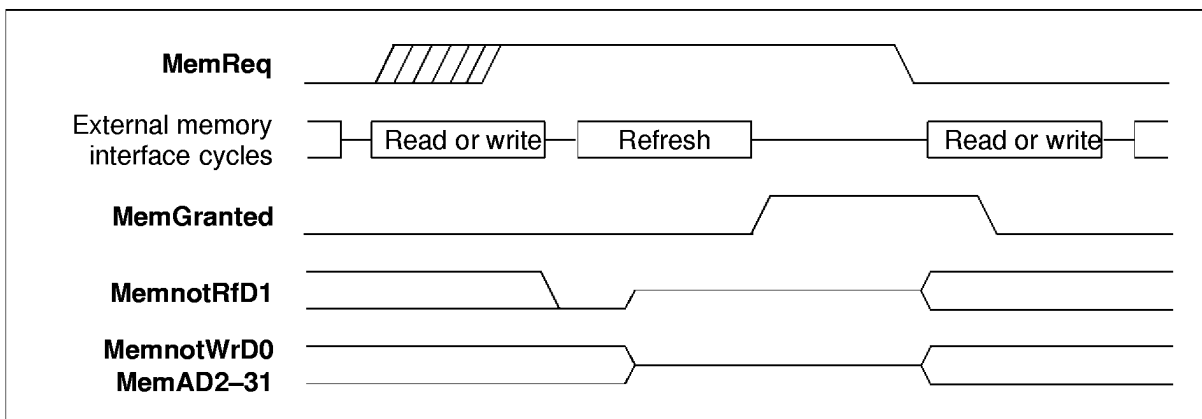 MemReq
External memory
interface cycles
Read or write
Refresh
Read or write
MemGranted
MemnotRfD1
MemnotWrD0
MemAD2–31